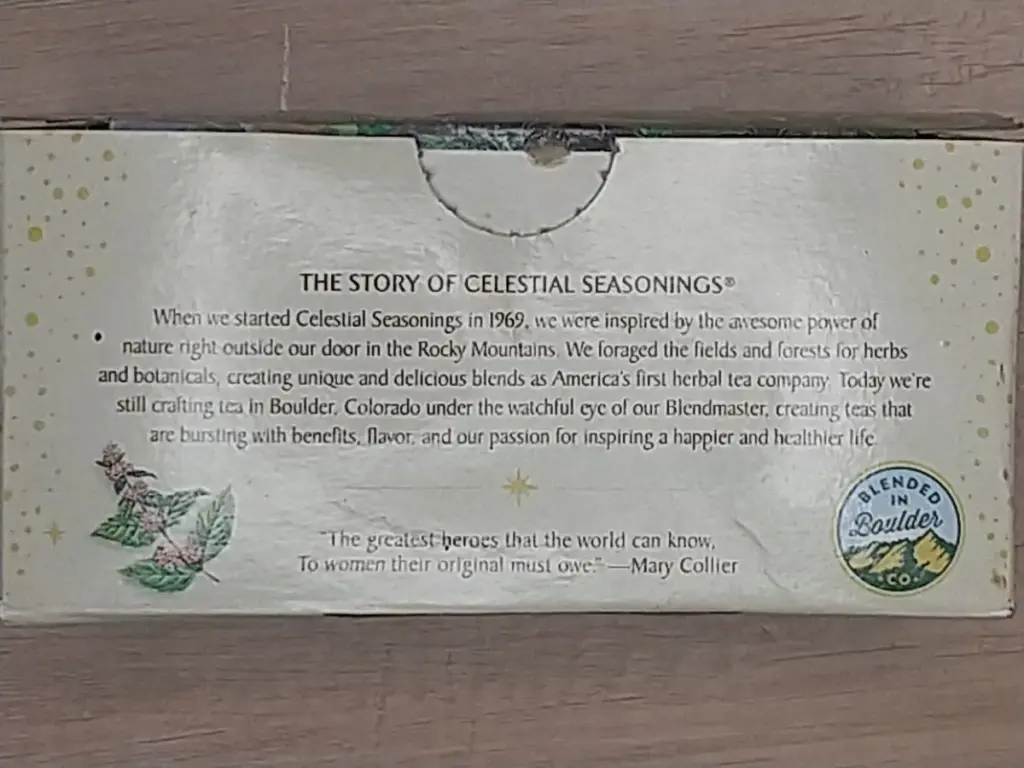 THE STORY OF CELESTIAL SEASONINGS®
When we started Celestial Seasonings in 1969, we were inspired by the awesome power of
nature right outside our door in the Rocky Mountains. We foraged the fields and forests for herbs
and botanicals, creating unique and delicious blends as America's first herbal tea company. Today we're
still crafting tea in Boulder, Colorado under the watchful eye of our Blendmaster, creating teas that
are bursting with benefits, flavor, and our passion for inspiring a happier and healthier life.
"The greatest heroes that the world can know,
To women their original must owe." —Mary Collier
BLENDED
IN
Boulder
CO